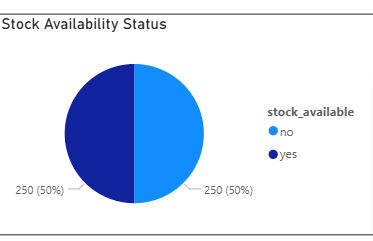 Stock Availability Status
stock_available
no
yes
250 (50%)
250 (50%)